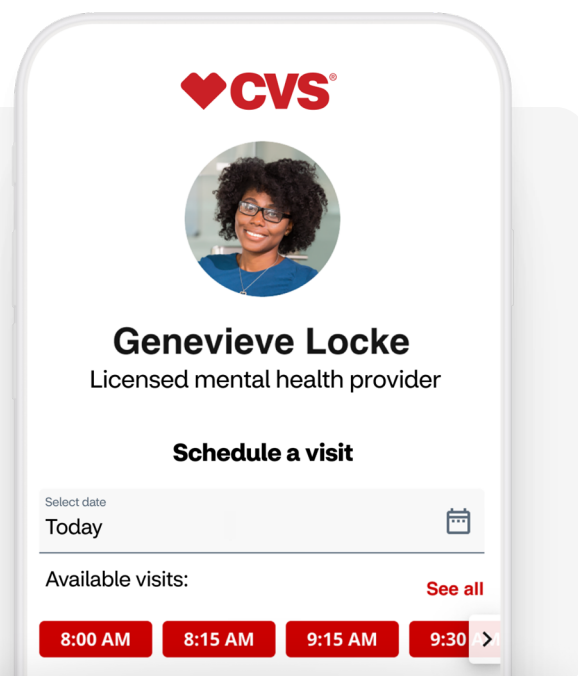 CVS®
Genevieve Locke
Licensed mental health provider
Schedule a visit
Select date
Today
Available visits:
See all
8:00 AM 8:15 AM 9:15 AM 9:30 AM